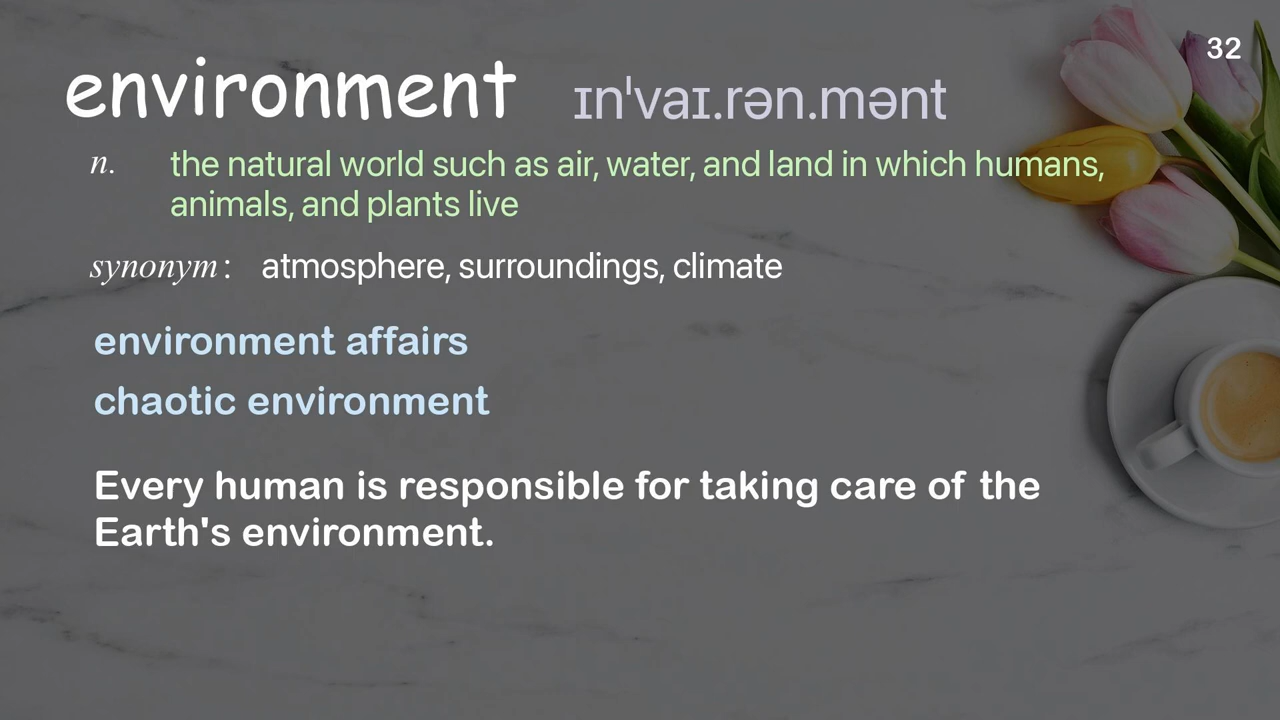 32
environment ɪnˈvaɪ.rən.mənt
n. the natural world such as air, water, and land in which humans,
animals, and plants live
synonym: atmosphere, surroundings, climate
environment affairs
chaotic environment
Every human is responsible for taking care of the
Earth's environment.